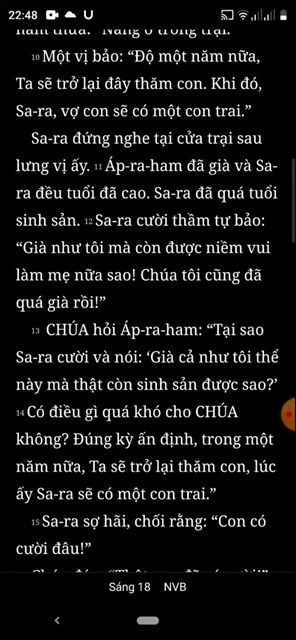 22:48
10 Một vị bảo: “Độ một năm nữa,
Ta sẽ trở lại đây thăm con. Khi đó,
Sa-ra, vợ con sẽ có một con trai.”
Sa-ra đứng nghe tại cửa trại sau
lưng vị ấy. 11 Áp-ra-ham đã già và Sa-
ra đều tuổi đã cao. Sa-ra đã quá tuổi
sinh sản. 12 Sa-ra cười thầm tự bảo:
“Già như tôi mà còn được niềm vui
làm mẹ nữa sao! Chúa tôi cũng đã
quá già rồi!”
13 CHÚA hỏi Áp-ra-ham: “Tại sao
Sa-ra cười và nói: ‘Già cả như tôi thế
này mà thật còn sinh sản được sao?’
14 Có điều gì quá khó cho CHÚA
không? Đúng kỳ ấn định, trong một
năm nữa, Ta sẽ trở lại thăm con, lúc
ấy Sa-ra sẽ có một con trai.”
15 Sa-ra sợ hãi, chối rằng: “Con có
cười đâu!”
Sáng 18 NVB